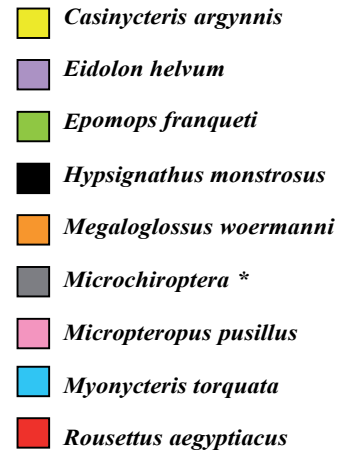 Casinycteris argynnis
Eidolon helvum
Epomops franqueti
Hypsignathus monstrosus
Megaloglossus woermanni
Microchiroptera *
Micropteropus pusillus
Myonycteris torquata
Rousettus aegyptiacus